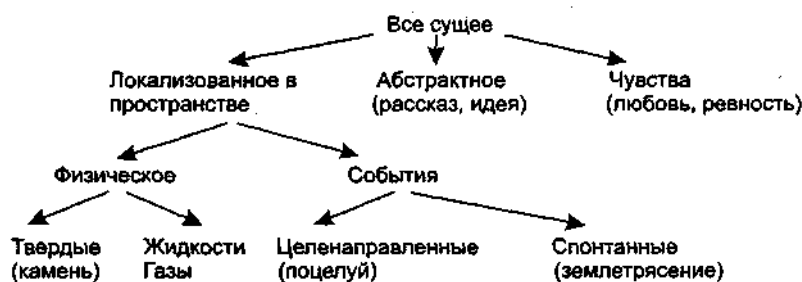 Все сущее
Локализованное в
пространстве
Абстрактное
(рассказ, идея)
Чувства
(любовь, ревность)
Физическое
События
Твердые
(камень)
Жидкости
Газы
Целенаправленные
(поцелуй)
Спонтанные
(землетрясение)